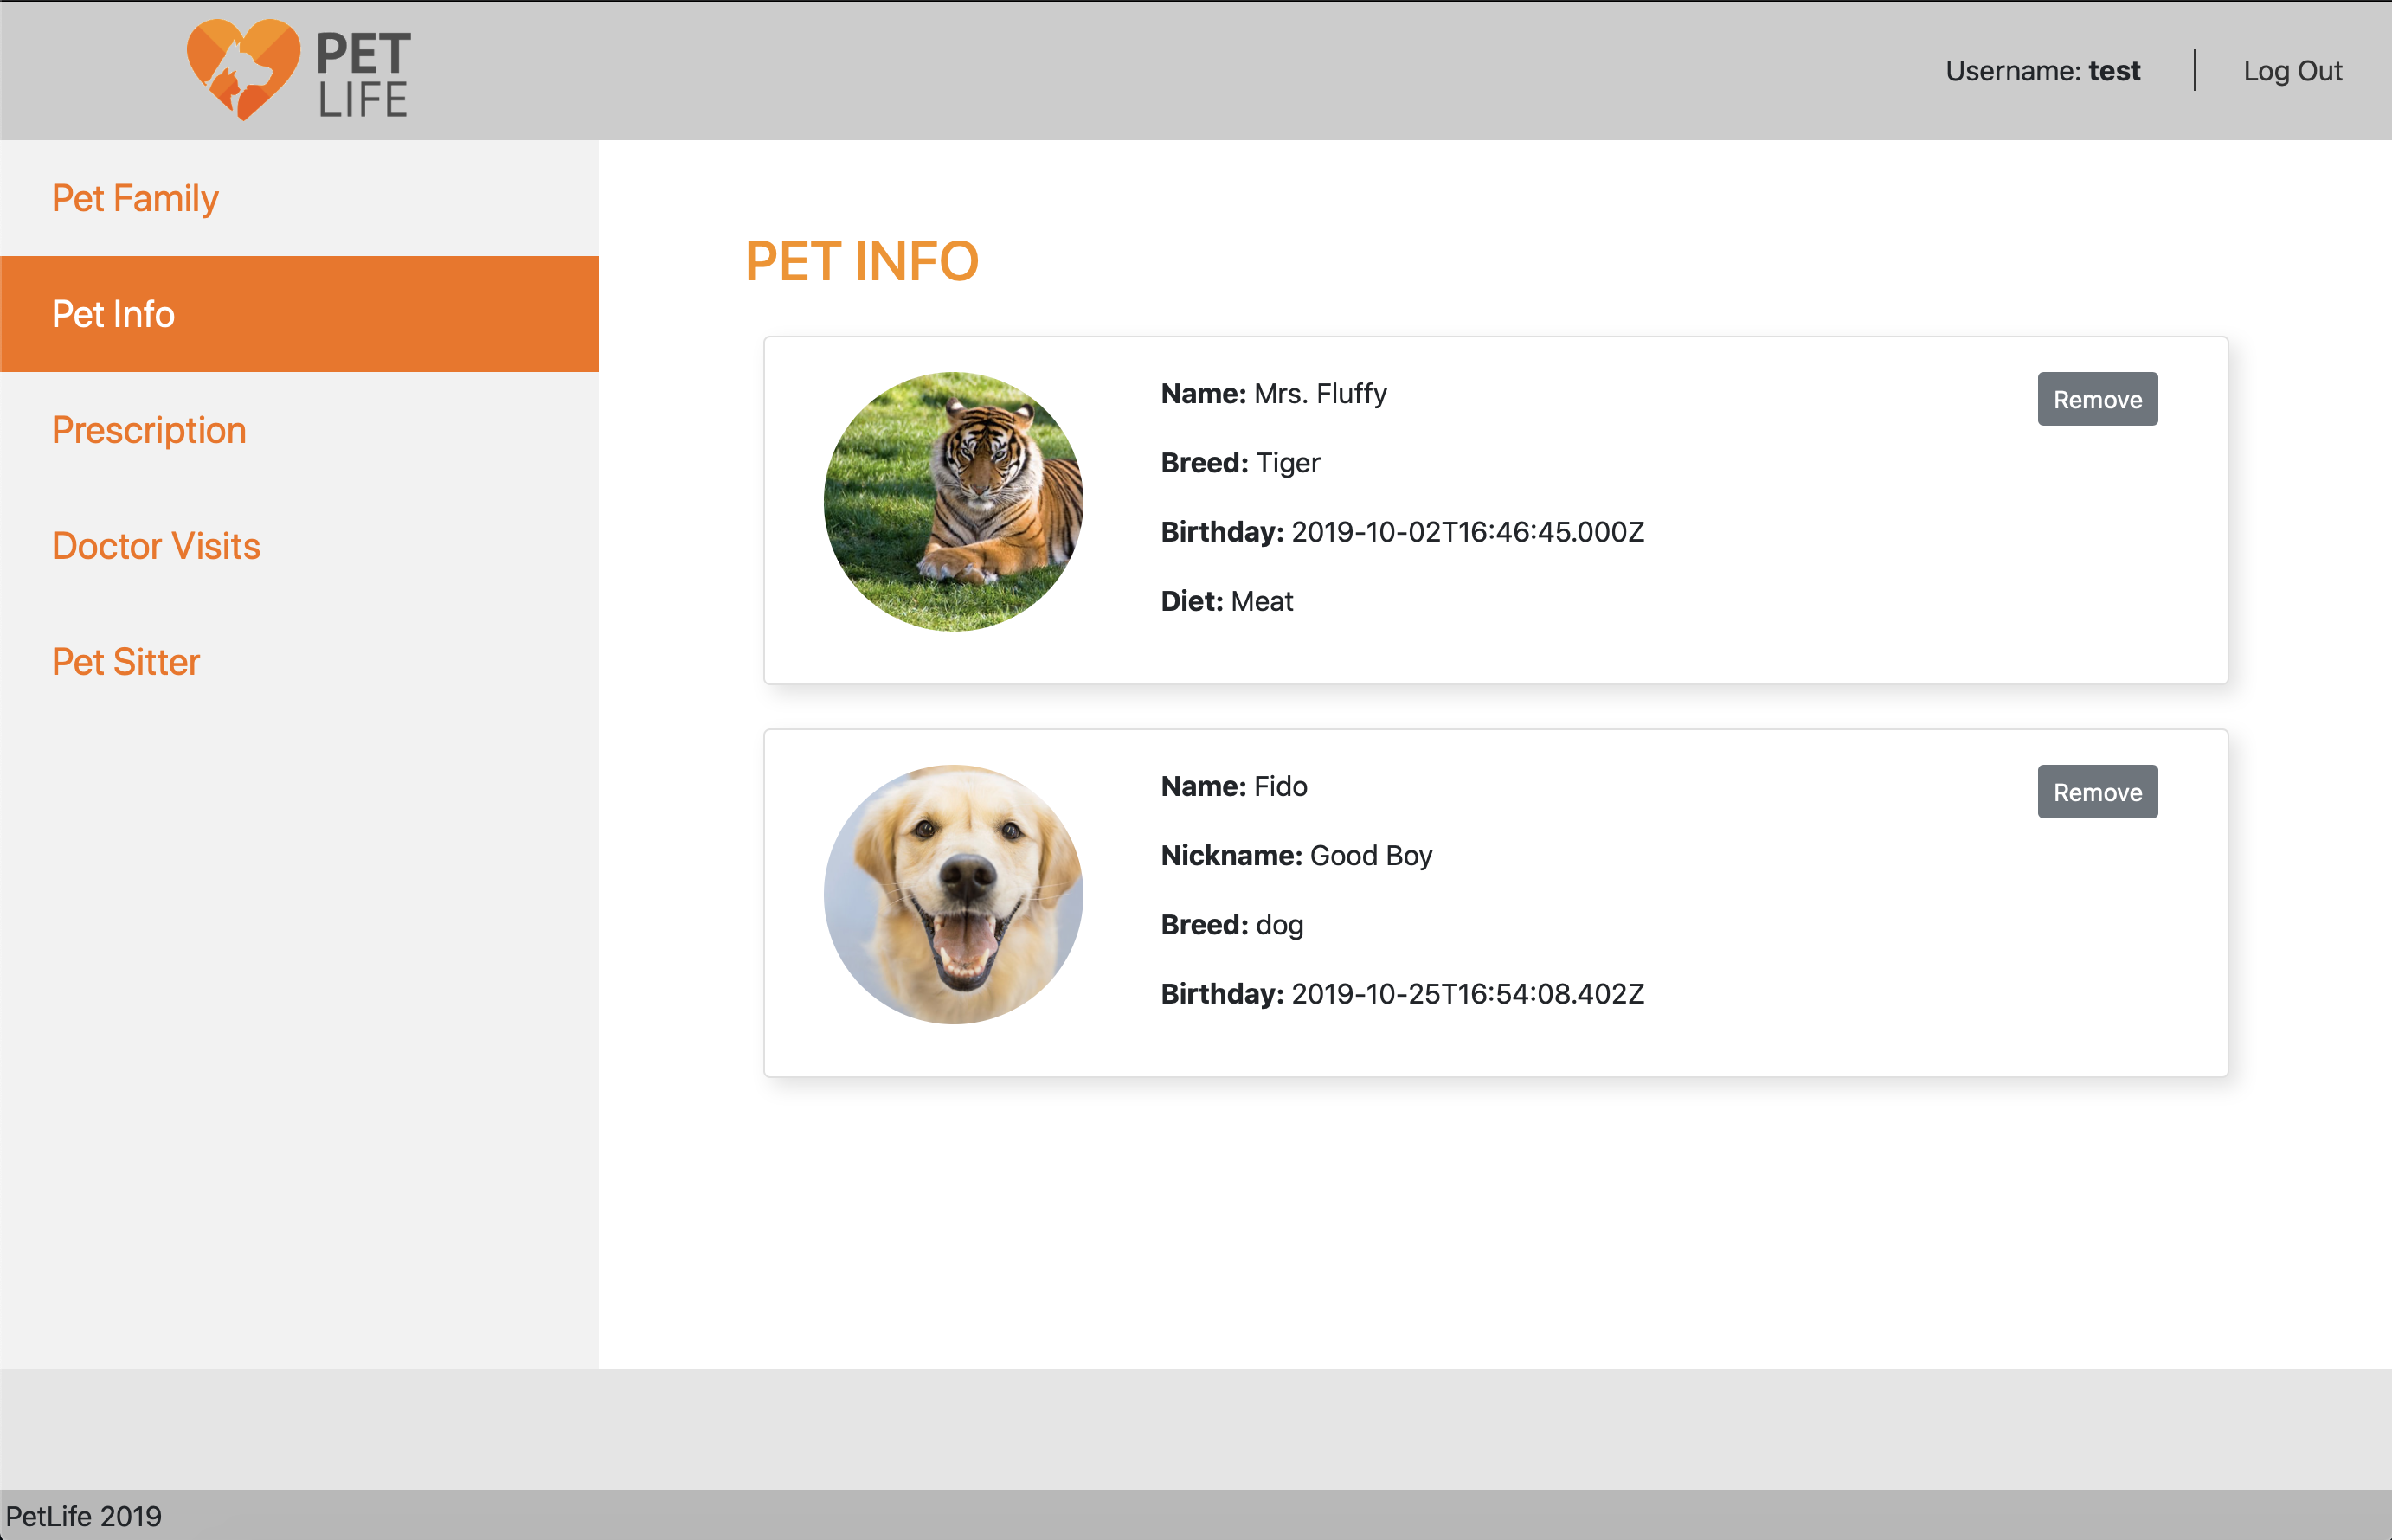 PET
LIFE
Username: test
Log Out
Pet Family
Pet Info
Prescription
Doctor Visits
Pet Sitter
PET INFO
Name: Mrs. Fluffy
Remove
Breed: Tiger
Birthday: 2019-10-02T16:46:45.000Z
Diet: Meat
Name: Fido
Remove
Nickname: Good Boy
Breed: dog
Birthday: 2019-10-25T16:54:08.402Z
PetLife 2019